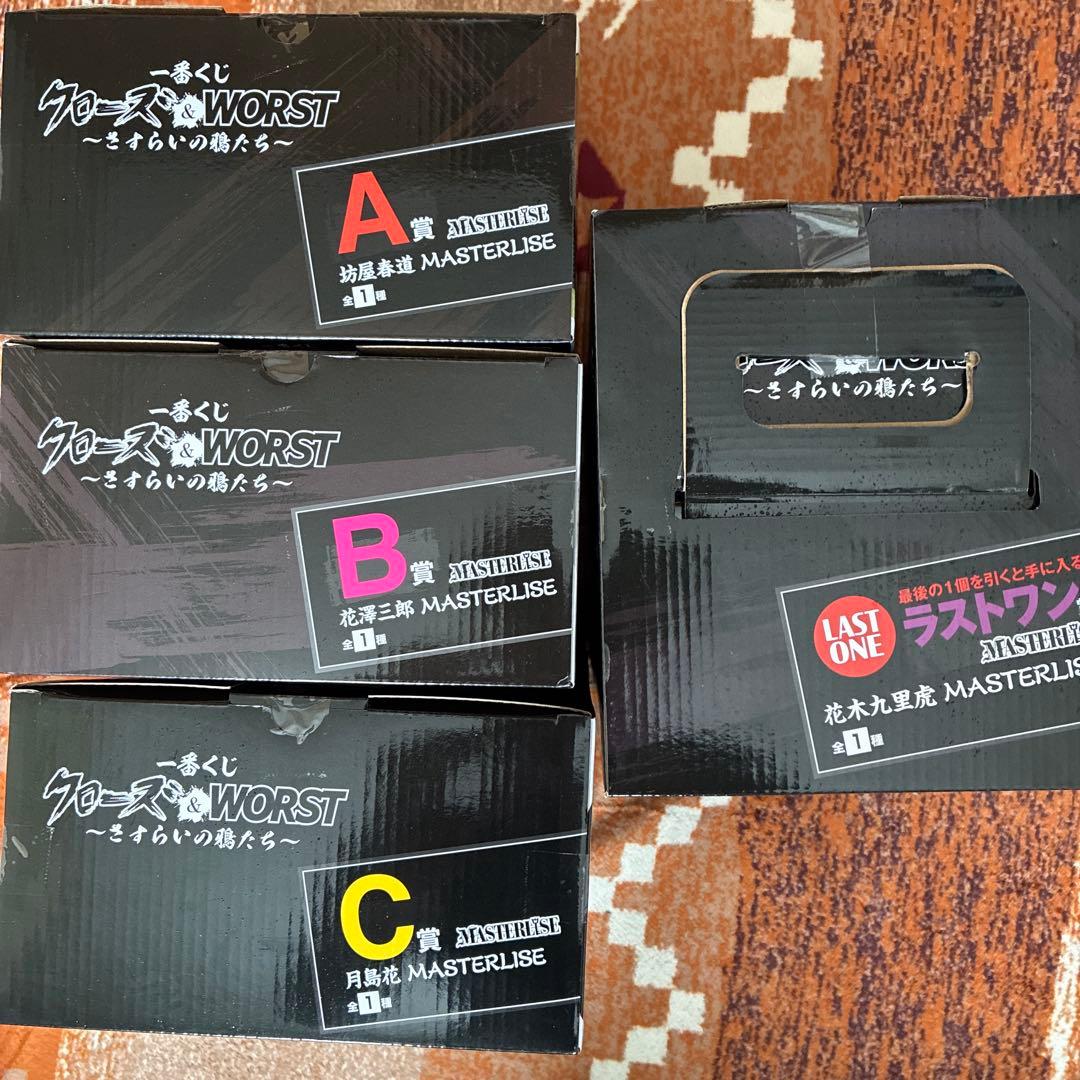 一番くじ
クローズ&WORST
〜さすらいの鴉たち〜
A賞 MASTERLISE
坊屋春道 MASTERLISE
全1種
一番くじ
クローズ&WORST
〜さすらいの鴉たち〜
B賞 MASTERLISE
花澤三郎 MASTERLISE
全1種
一番くじ
クローズ&WORST
〜さすらいの鴉たち〜
C賞 MASTERLISE
月島花 MASTERLISE
全1種
〜さすらいの鴉たち〜
LAST
ONE
最後の1個を引くと手に入る
ラストワン
MASTERLI
花木九里虎 MASTERLIS
全1種